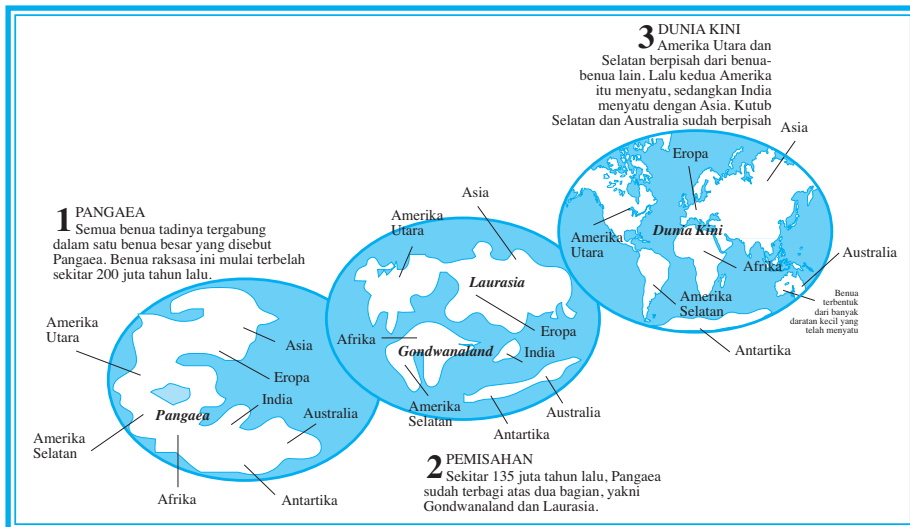 1 PANGAEA
Semua benua tadinya tergabung
dalam satu benua besar yang disebut
Pangaea. Benua raksasa ini mulai terbelah
sekitar 200 juta tahun lalu.
Amerika
Utara
Asia
Eropa
India
Pangaea
Australia
Amerika
Selatan
Afrika
Antartika
2 PEMISAHAN
Sekitar 135 juta tahun lalu, Pangaea
sudah terbagi atas dua bagian, yakni
Gondwanaland dan Laurasia.
Asia
Amerika
Utara
Laurasia
Afrika
Eropa
Gondwanaland
India
Amerika
Selatan
Australia
Antartika
3 DUNIA KINI
Amerika Utara dan
Selatan berpisah dari benua-
benua lain. Lalu kedua Amerika
itu menyatu, sedangkan India
menyatu dengan Asia. Kutub
Selatan dan Australia sudah berpisah
Asia
Eropa
Amerika
Utara
Dunia Kini
Afrika
Australia
Amerika
Selatan
Benua
terbentuk
dari banyak
daratan kecil yang
telah menyatu
Antartika